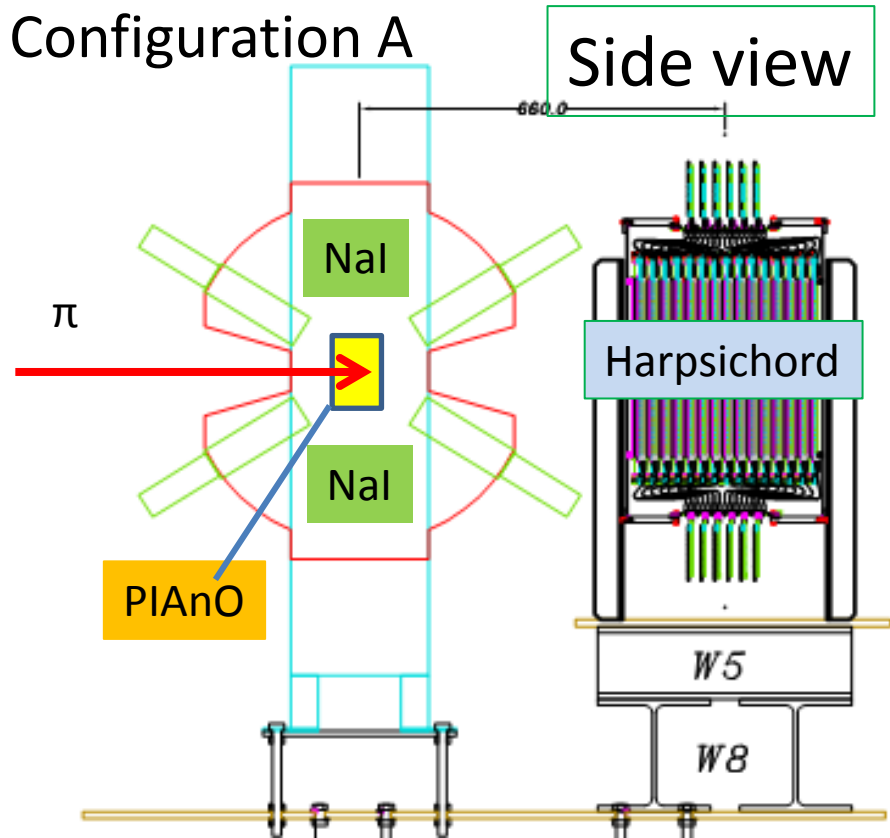 Configuration A
Side view
660.0
NaI
π
Harpsichord
NaI
PIAnO
W5
W8